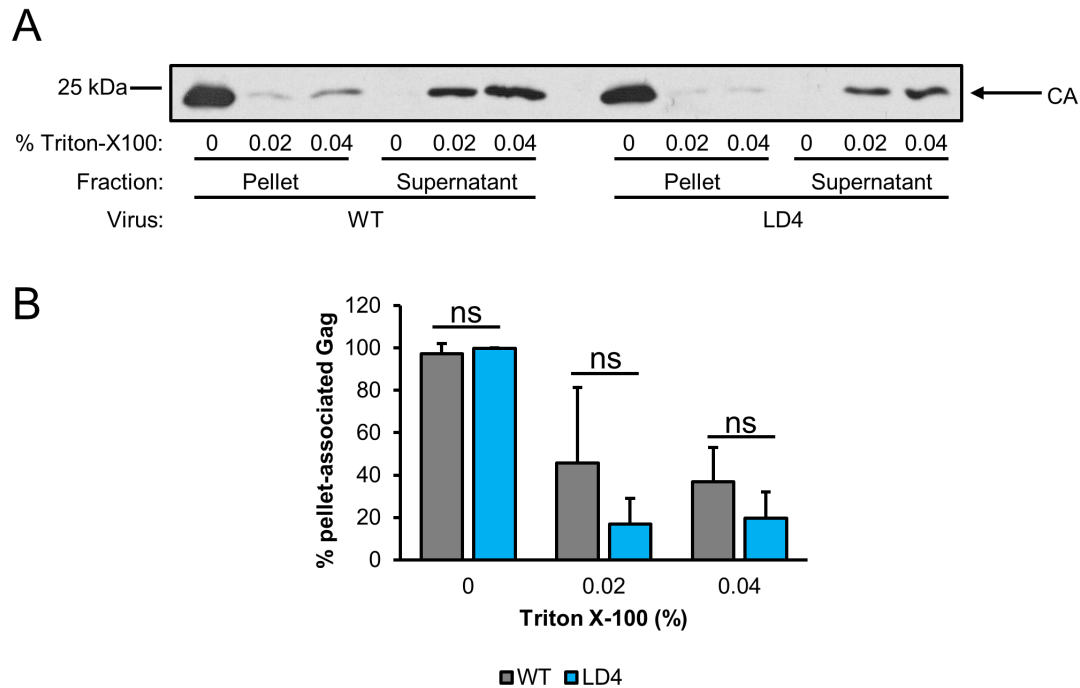 A
25 kDa
CA
% Triton-X100: 0 0.02 0.04 0 0.02 0.04 0 0.02 0.04 0 0.02 0.04
Fraction: Pellet Supernatant Pellet Supernatant
Virus: WT LD4
B
% pellet-associated Gag
120
100
80
60
40
20
0
ns
ns
ns
0 0.02 0.04
Triton X-100 (%)
WT LD4